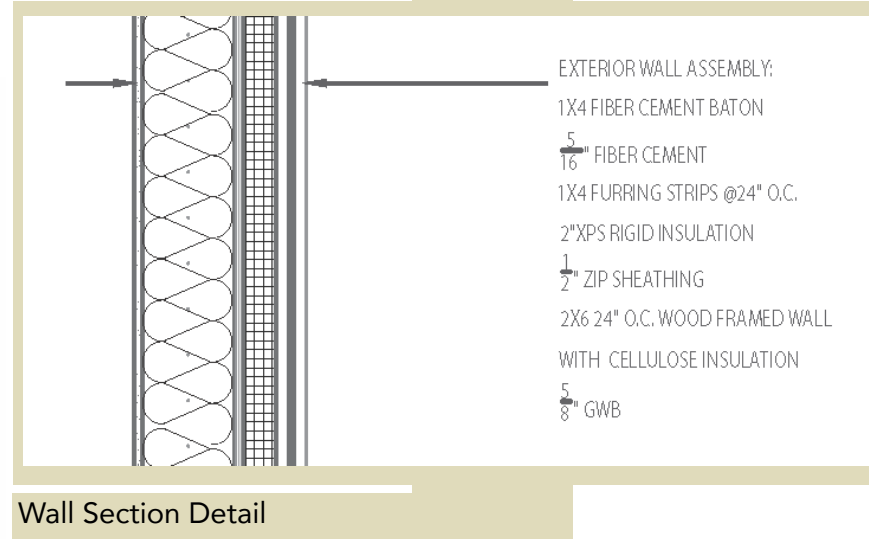 EXTERIOR WALL ASSEMBLY:
1X4 FIBER CEMENT BATON
5/16" FIBER CEMENT
1X4 FURRING STRIPS @24" O.C.
2"XPS RIGID INSULATION
1/2" ZIP SHEATHING
2X6 24" O.C. WOOD FRAMED WALL
WITH CELLULOSE INSULATION
5/8" GWB
Wall Section Detail